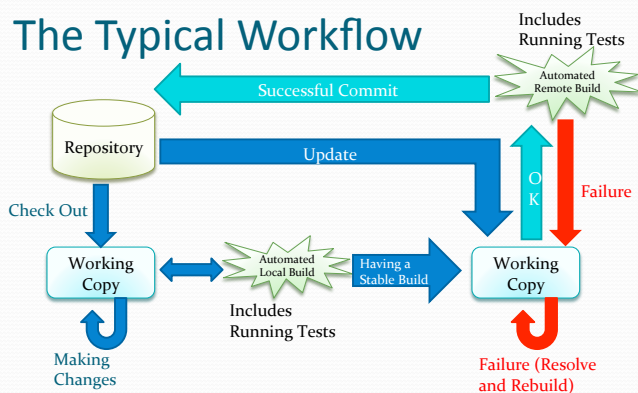 The Typical Workflow
Includes
Running Tests
Automated
Remote Build
Successful Commit
Repository
Update
O
K
Failure
Check Out
Working
Copy
Automated
Local Build
Having a
Stable Build
Working
Copy
Includes
Running Tests
Making
Changes
Failure (Resolve
and Rebuild)